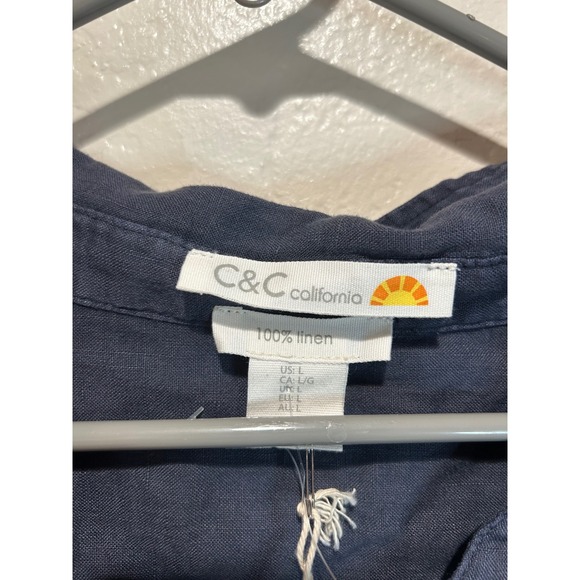 C&C california
100% linen
US: L
CA: L/G
UK: L
EU: L
AU: L